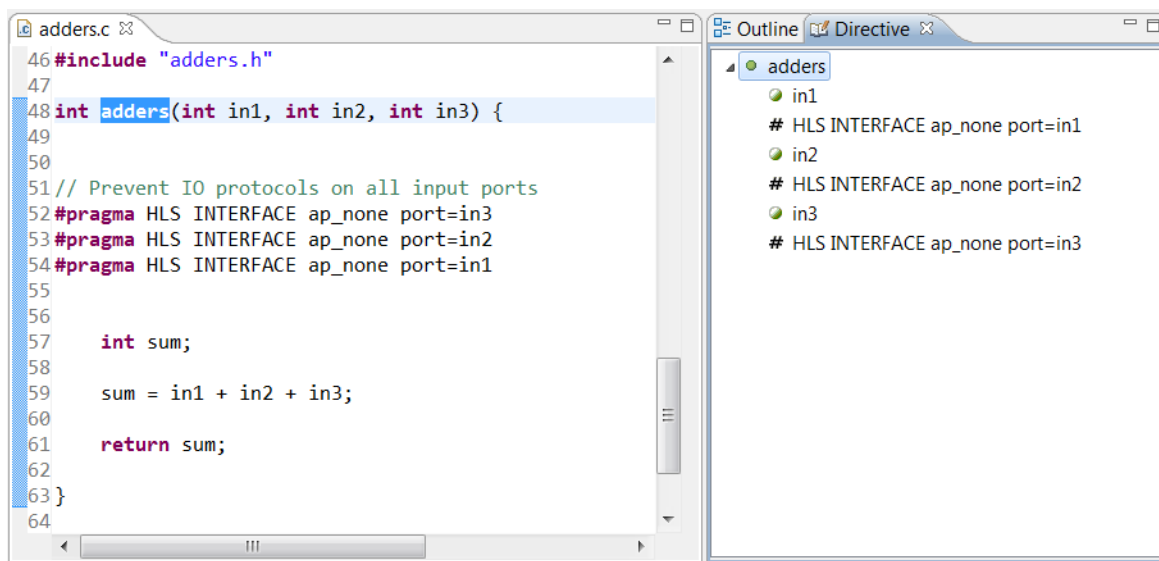 adders.c
46 #include "adders.h"
47
48 int adders(int in1, int in2, int in3) {
49
50
51 // Prevent IO protocols on all input ports
52 #pragma HLS INTERFACE ap_none port=in3
53 #pragma HLS INTERFACE ap_none port=in2
54 #pragma HLS INTERFACE ap_none port=in1
55
56
57     int sum;
58
59     sum = in1 + in2 + in3;
60
61     return sum;
62
63 }
64
Outline Directive
adders
in1
# HLS INTERFACE ap_none port=in1
in2
# HLS INTERFACE ap_none port=in2
in3
# HLS INTERFACE ap_none port=in3